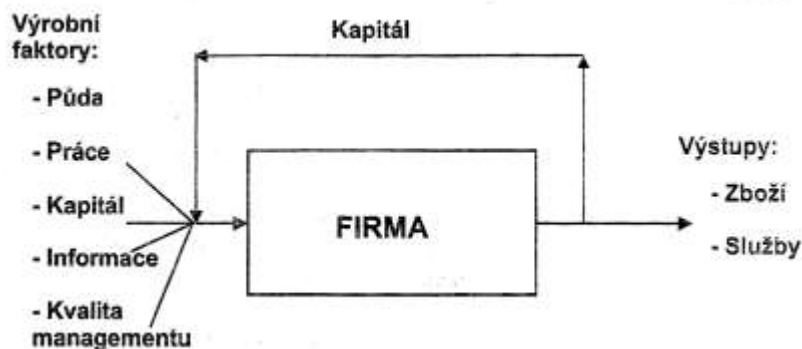 Výrobní
faktory:
- Půda
- Práce
- Kapitál
- Informace
- Kvalita
managementu
Kapitál
FIRMA
Výstupy:
- Zboží
- Služby